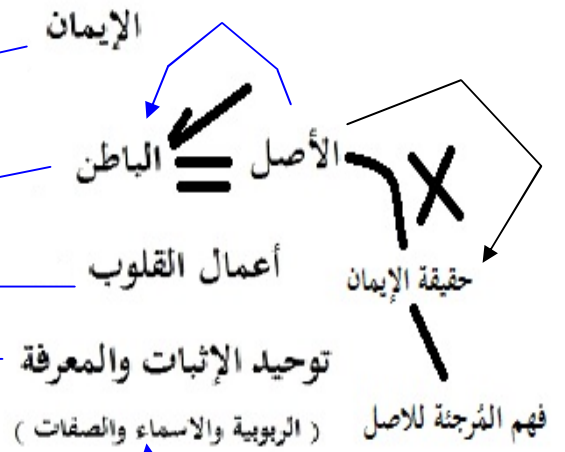 الإيمان
الأصل = الباطن
أعمال القلوب
حقيقة الإيمان
توحيد الإثبات والمعرفة
( الربوبية والاسماء والصفات )
فهم المُرجئة للاصل